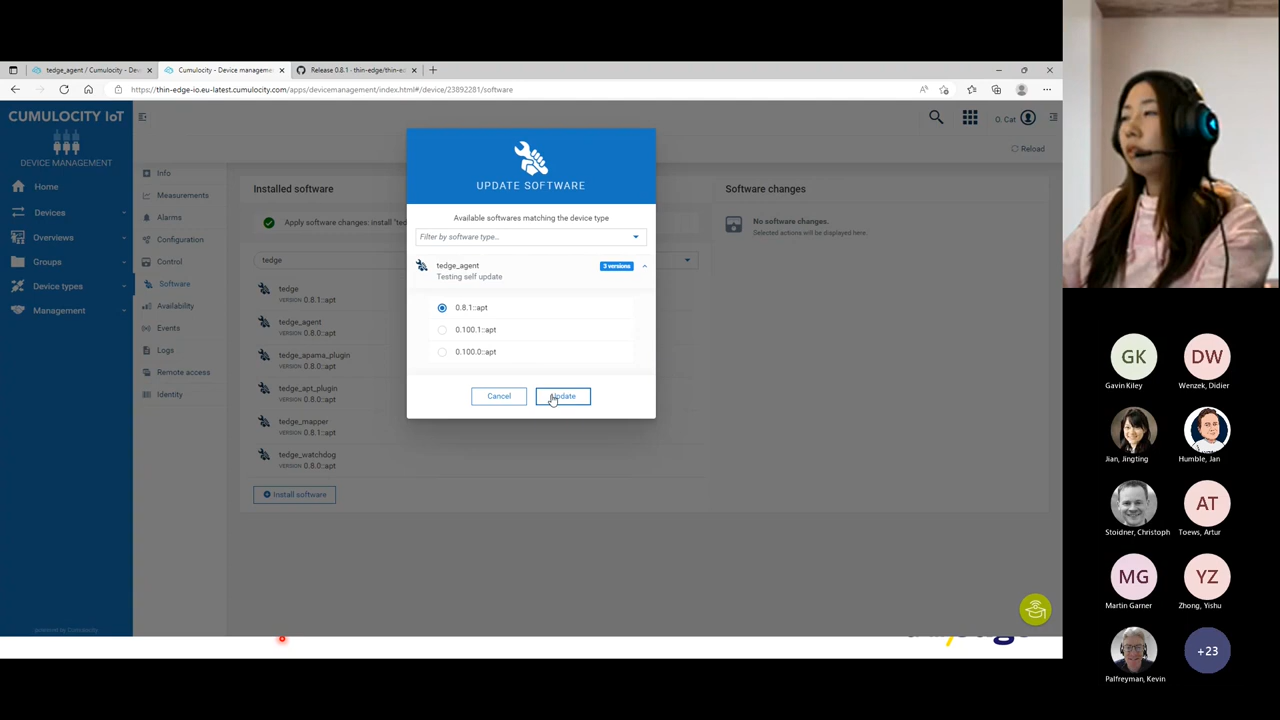 tedge_agent / Cumulocity - De
Cumulocity - Device manageme
Release 0.8.1 · thin-edge/thin-e
https://thin-edge-io.eu-latest.cumulocity.com/apps/devicemanagement/index.html#/device/23892281/software
CUMULOCITY IoT
DEVICE MANAGEMENT
Home
Devices
Overviews
Groups
Device types
Management
powered by Cumulocity
Info
Measurements
Alarms
Configuration
Control
Software
Availability
Events
Logs
Remote access
Identity
O. Cat
Reload
Installed software
Apply software changes: install "ted
tedge
tedge
VERSION 0.8.1::apt
tedge_agent
VERSION 0.8.0::apt
tedge_apama_plugin
VERSION 0.8.0::apt
tedge_apt_plugin
VERSION 0.8.0::apt
tedge_mapper
VERSION 0.8.1::apt
tedge_watchdog
VERSION 0.8.0::apt
Install software
UPDATE SOFTWARE
Available softwares matching the device type
Filter by software type...
tedge_agent
3 versions
Testing self update
0.8.1::apt
0.100.1::apt
0.100.0::apt
Cancel
Update
Software changes
No software changes.
Selected actions will be displayed here.
GK
Gavin Kiley
DW
Wenzek, Didier
Jian, Jingting
Humble, Jan
Stoidner, Christoph
AT
Toews, Artur
MG
Martin Garner
YZ
Zhong, Yishu
Palfreyman, Kevin
+23